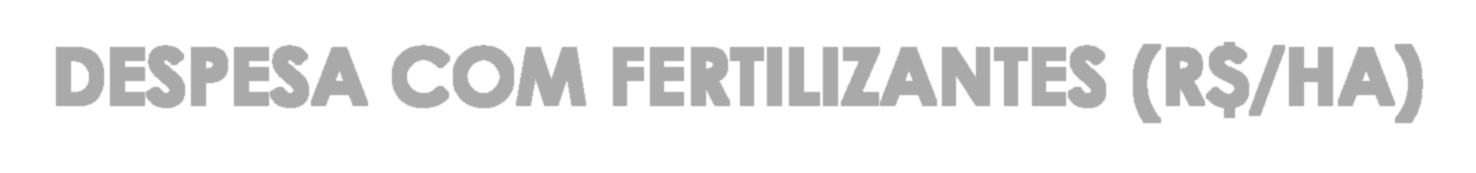 DESPESA COM FERTILIZANTES (R$/HA)